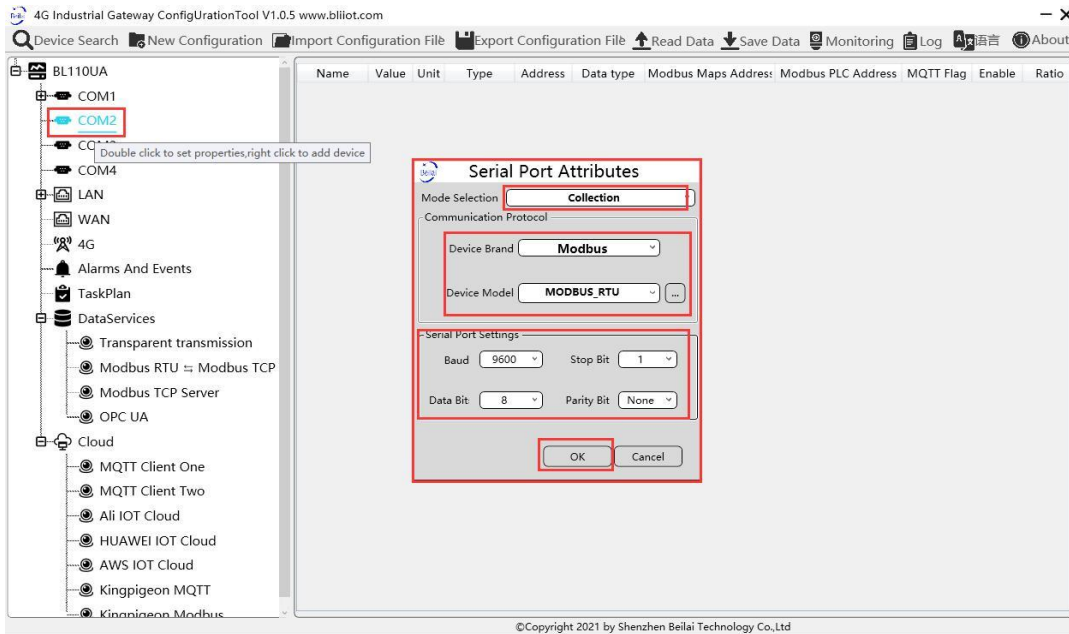 4G Industrial Gateway ConfigUrationTool V1.0.5 www.bliiot.com
Device Search New Configuration Import Configuration File Export Configuration File Read Data Save Data Monitoring Log 语言 About
BL110UA
Name Value Unit Type Address Data type Modbus Maps Address Modbus PLC Address MQTT Flag Enable Ratio
COM1
COM2
Double click to set properties,right click to add device
COM4
LAN
WAN
4G
Alarms And Events
TaskPlan
DataServices
Transparent transmission
Modbus RTU ⇆ Modbus TCP
Modbus TCP Server
OPC UA
Cloud
MQTT Client One
MQTT Client Two
Ali IOT Cloud
HUAWEI IOT Cloud
AWS IOT Cloud
Kingpigeon MQTT
Kingpigeon Modbus
Serial Port Attributes
Mode Selection Collection
Communication Protocol
Device Brand Modbus
Device Model MODBUS_RTU ...
Serial Port Settings
Baud 9600 Stop Bit 1
Data Bit 8 Parity Bit None
OK Cancel
©Copyright 2021 by Shenzhen Beilai Technology Co.,Ltd